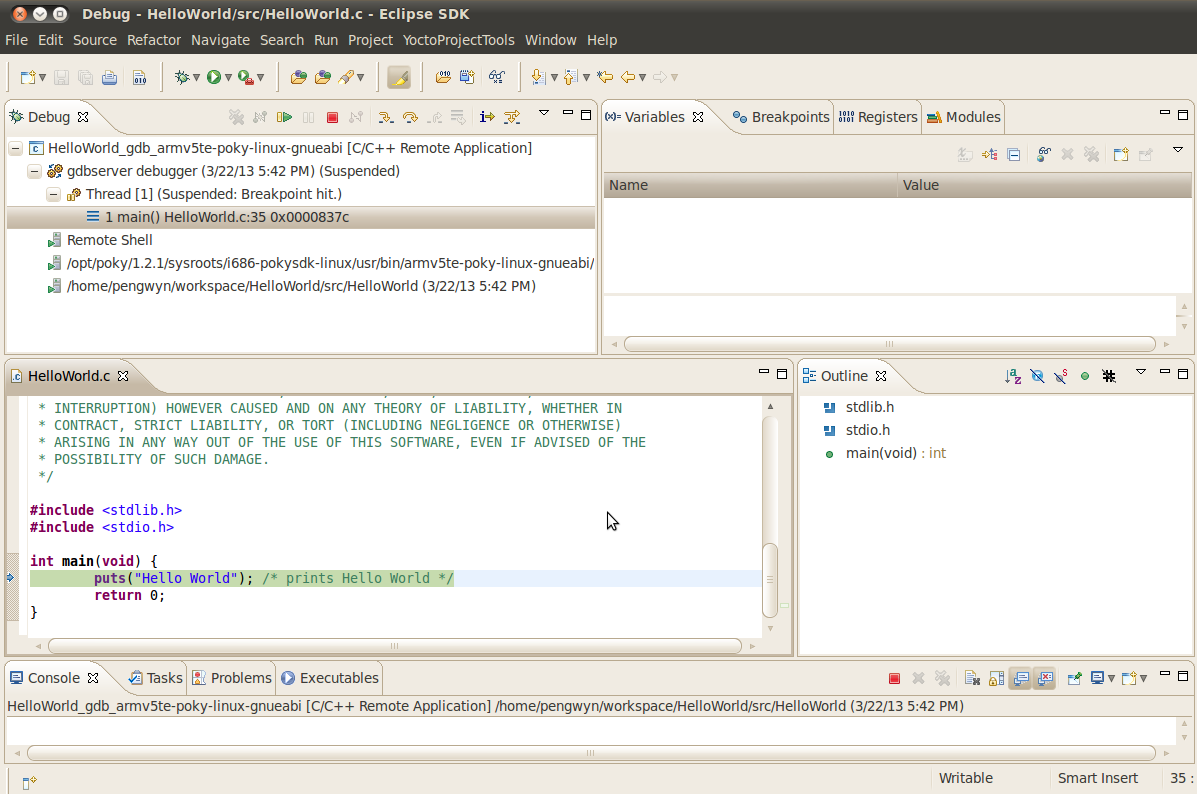 Debug - HelloWorld/src/HelloWorld.c - Eclipse SDK
File Edit Source Refactor Navigate Search Run Project YoctoProjectTools Window Help
Debug
HelloWorld_gdb_armv5te-poky-linux-gnueabi [C/C++ Remote Application]
gdbserver debugger (3/22/13 5:42 PM) (Suspended)
Thread [1] (Suspended: Breakpoint hit.)
1 main() HelloWorld.c:35 0x0000837c
Remote Shell
/opt/poky/1.2.1/sysroots/i686-pokysdk-linux/usr/bin/armv5te-poky-linux-gnueabi/
/home/pengwyn/workspace/HelloWorld/src/HelloWorld (3/22/13 5:42 PM)
(x)= Variables Breakpoints Registers Modules
Name Value
HelloWorld.c
 * INTERRUPTION) HOWEVER CAUSED AND ON ANY THEORY OF LIABILITY, WHETHER IN
 * CONTRACT, STRICT LIABILITY, OR TORT (INCLUDING NEGLIGENCE OR OTHERWISE)
 * ARISING IN ANY WAY OUT OF THE USE OF THIS SOFTWARE, EVEN IF ADVISED OF THE
 * POSSIBILITY OF SUCH DAMAGE.
 */
#include <stdlib.h>
#include <stdio.h>
int main(void) {
        puts("Hello World"); /* prints Hello World */
        return 0;
}
Outline
stdlib.h
stdio.h
main(void) : int
Console Tasks Problems Executables
HelloWorld_gdb_armv5te-poky-linux-gnueabi [C/C++ Remote Application] /home/pengwyn/workspace/HelloWorld/src/HelloWorld (3/22/13 5:42 PM)
Writable Smart Insert 35 :